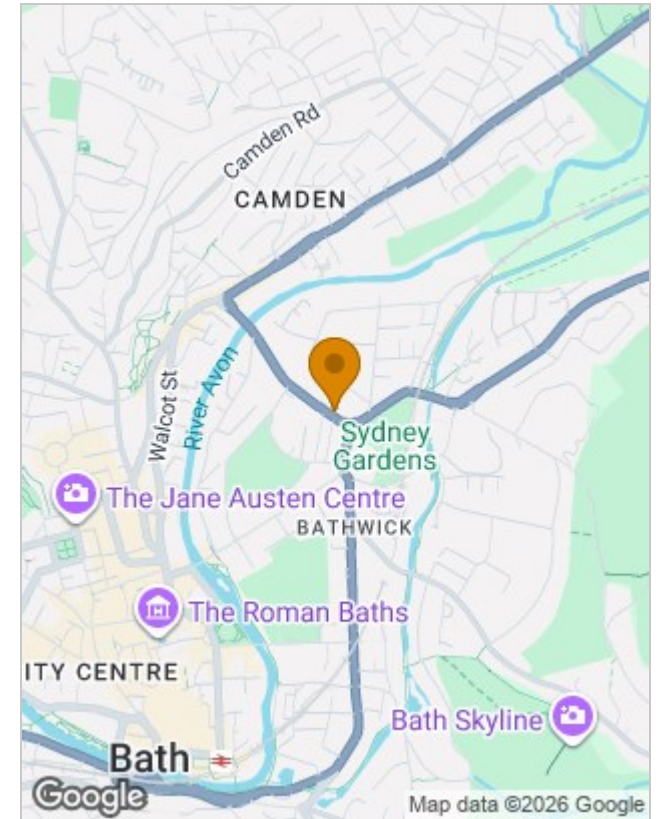 Camden Rd
CAMDEN
Walcot St
River Avon
Sydney
Gardens
The Jane Austen Centre
BATHWICK
The Roman Baths
ITY CENTRE
Bath Skyline
Bath
Google
Map data ©2026 Google